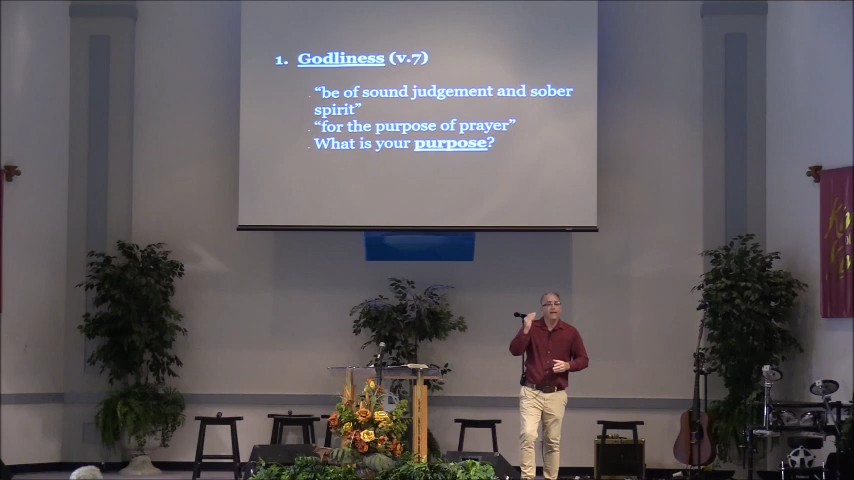 1. Godliness (v.7)
“be of sound judgement and sober
spirit”
“for the purpose of prayer”
What is your purpose?